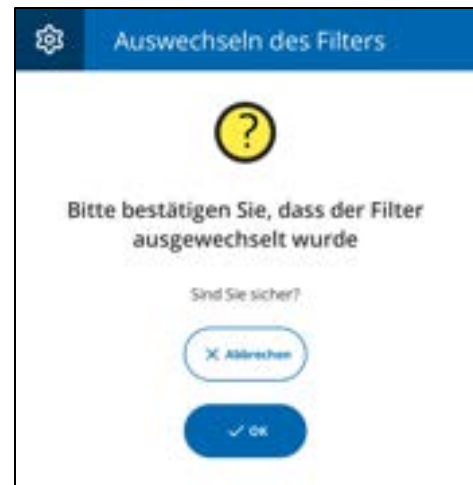 Auswechseln des Filters
?
Bitte bestätigen Sie, dass der Filter
ausgewechselt wurde
Sind Sie sicher?
Abbrechen
OK